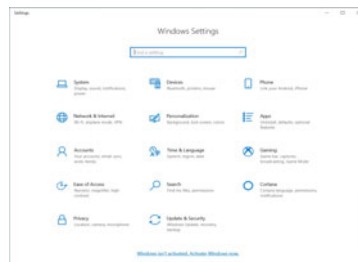 Settings
Windows Settings
Find a setting
System
Display, sound, notifications,
power
Devices
Bluetooth, printers, mouse
Phone
Link your Android, iPhone
Network & Internet
Wi-Fi, airplane mode, VPN
Personalization
Background, lock screen, colors
Apps
Uninstall, defaults, optional
features
Accounts
Your accounts, email, sync,
work, family
Time & Language
Speech, region, date
Gaming
Game bar, captures,
broadcasting, Game Mode
Ease of Access
Narrator, magnifier, high
contrast
Search
Find my files, permissions
Cortana
Cortana language, permissions,
notifications
Privacy
Location, camera, microphone
Update & Security
Windows Update, recovery,
backup
Windows isn't activated. Activate Windows now.